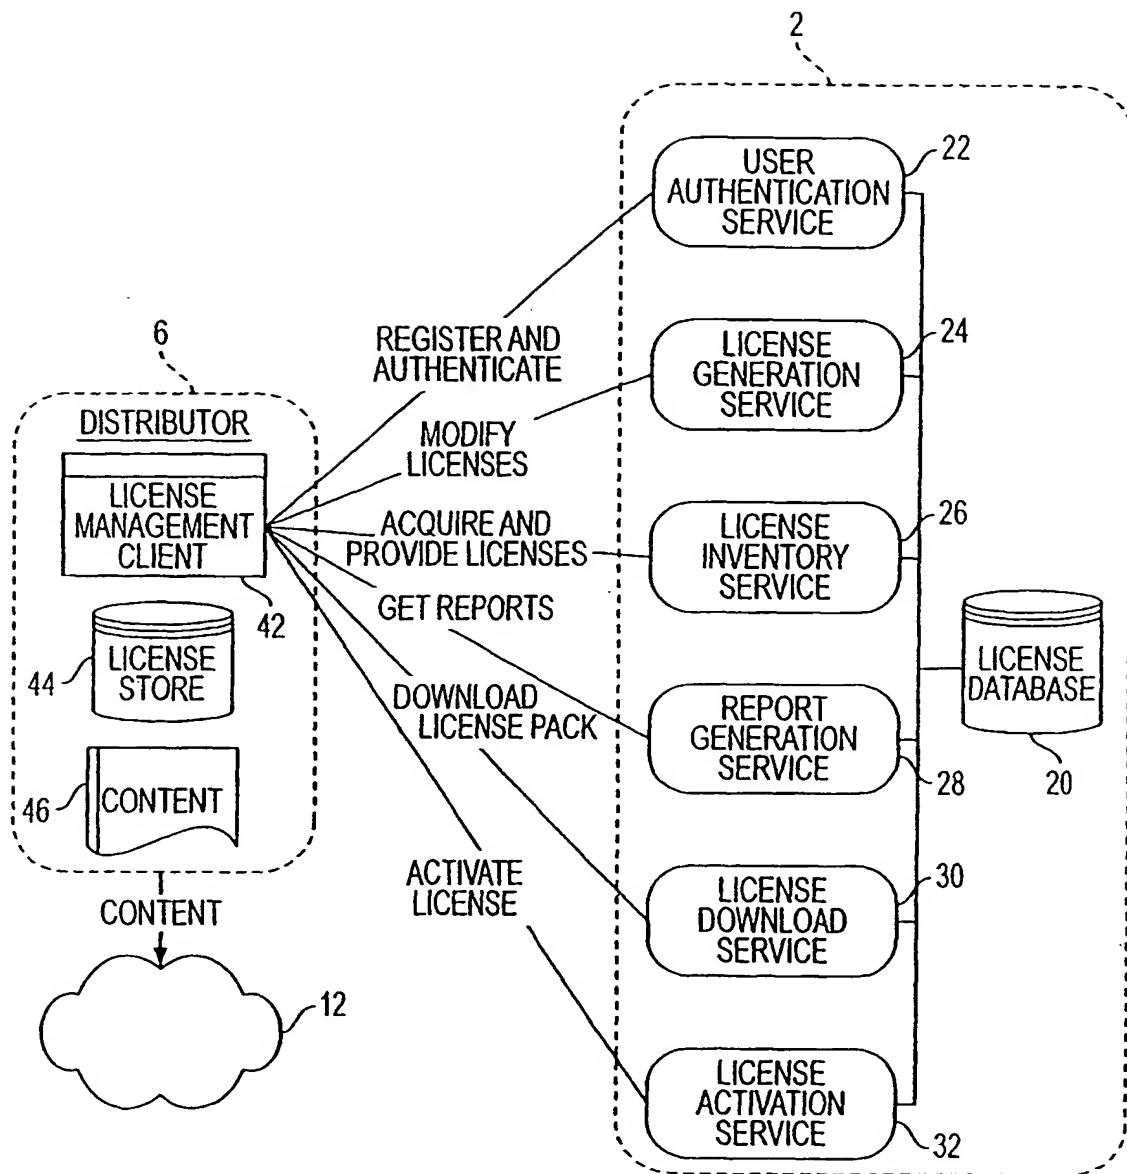 2
USER
AUTHENTICATION
SERVICE
22
6
REGISTER AND
AUTHENTICATE
LICENSE
GENERATION
SERVICE
24
DISTRIBUTOR
LICENSE
MANAGEMENT
CLIENT
42
MODIFY
LICENSES
ACQUIRE AND
PROVIDE LICENSES
LICENSE
INVENTORY
SERVICE
26
GET REPORTS
44
LICENSE
STORE
DOWNLOAD
LICENSE PACK
REPORT
GENERATION
SERVICE
28
LICENSE
DATABASE
20
46
CONTENT
ACTIVATE
LICENSE
LICENSE
DOWNLOAD
SERVICE
30
CONTENT
12
LICENSE
ACTIVATION
SERVICE
32